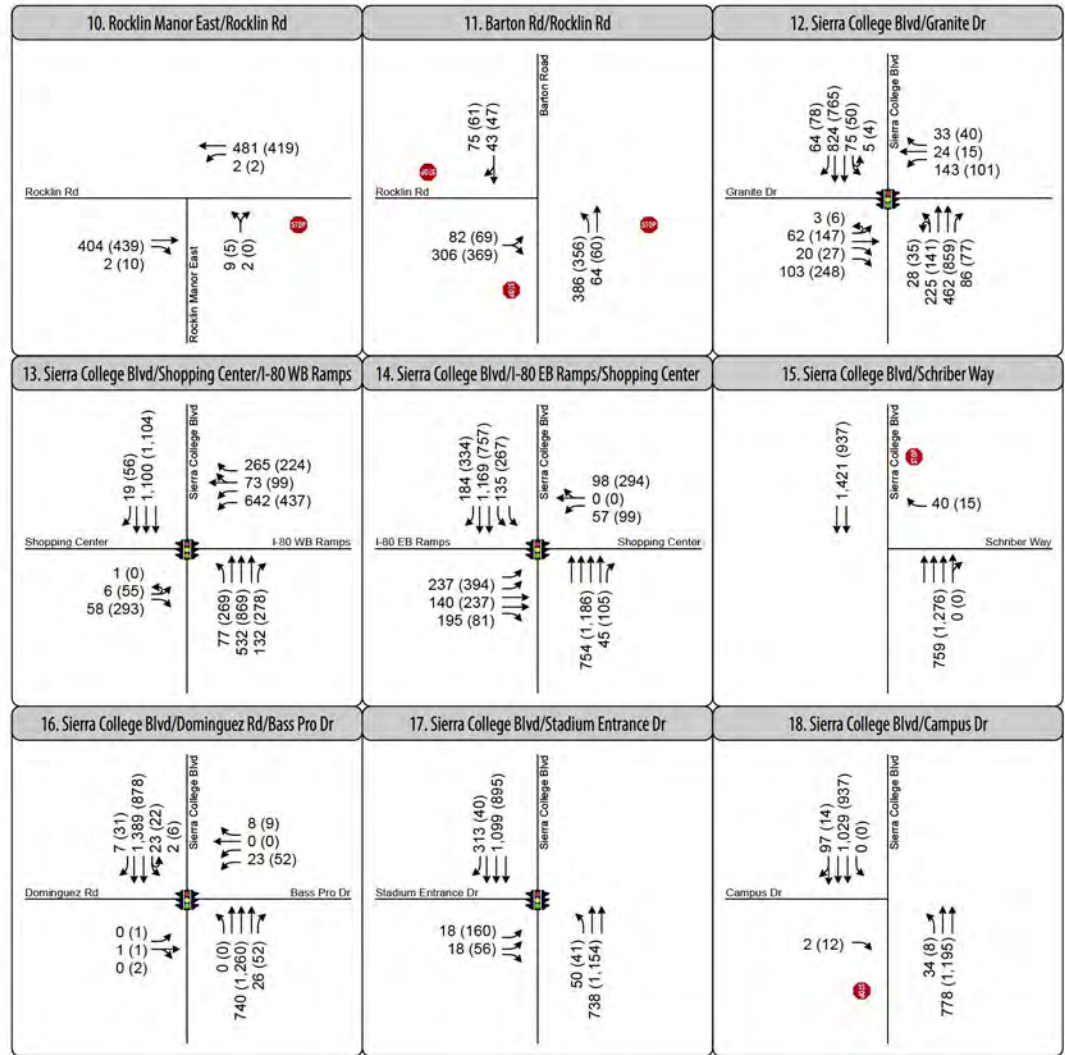 10. Rocklin Manor East/Rocklin Rd
481 (419)
2 (2)
Rocklin Rd
404 (439)
2 (10)
Rocklin Manor East
9 (5)
2 (0)
STOP
11. Barton Rd/Rocklin Rd
Barton Road
75 (61)
43 (47)
STOP
Rocklin Rd
82 (69)
306 (369)
STOP
386 (356)
64 (60)
STOP
12. Sierra College Blvd/Granite Dr
64 (78)
824 (765)
75 (50)
5 (4)
Sierra College Blvd
33 (40)
24 (15)
143 (101)
Granite Dr
3 (6)
62 (147)
20 (27)
103 (248)
28 (35)
225 (141)
462 (859)
86 (77)
13. Sierra College Blvd/Shopping Center/I-80 WB Ramps
19 (56)
1,100 (1,104)
Sierra College Blvd
265 (224)
73 (99)
642 (437)
Shopping Center
I-80 WB Ramps
1 (0)
6 (55)
58 (293)
77 (269)
532 (869)
132 (278)
14. Sierra College Blvd/I-80 EB Ramps/Shopping Center
184 (334)
1,169 (757)
135 (267)
Sierra College Blvd
98 (294)
0 (0)
57 (99)
I-80 EB Ramps
Shopping Center
237 (394)
140 (237)
195 (81)
754 (1,186)
45 (105)
15. Sierra College Blvd/Schriber Way
1,421 (937)
Sierra College Blvd
STOP
40 (15)
Schriber Way
759 (1,276)
0 (0)
16. Sierra College Blvd/Dominguez Rd/Bass Pro Dr
7 (31)
1,389 (878)
23 (22)
2 (6)
Sierra College Blvd
8 (9)
0 (0)
23 (52)
Dominguez Rd
Bass Pro Dr
0 (1)
1 (1)
0 (2)
0 (0)
740 (1,260)
26 (52)
17. Sierra College Blvd/Stadium Entrance Dr
313 (40)
1,099 (895)
Sierra College Blvd
Stadium Entrance Dr
18 (160)
18 (56)
50 (41)
738 (1,154)
18. Sierra College Blvd/Campus Dr
97 (14)
1,029 (937)
0 (0)
Sierra College Blvd
Campus Dr
2 (12)
STOP
34 (8)
778 (1,195)